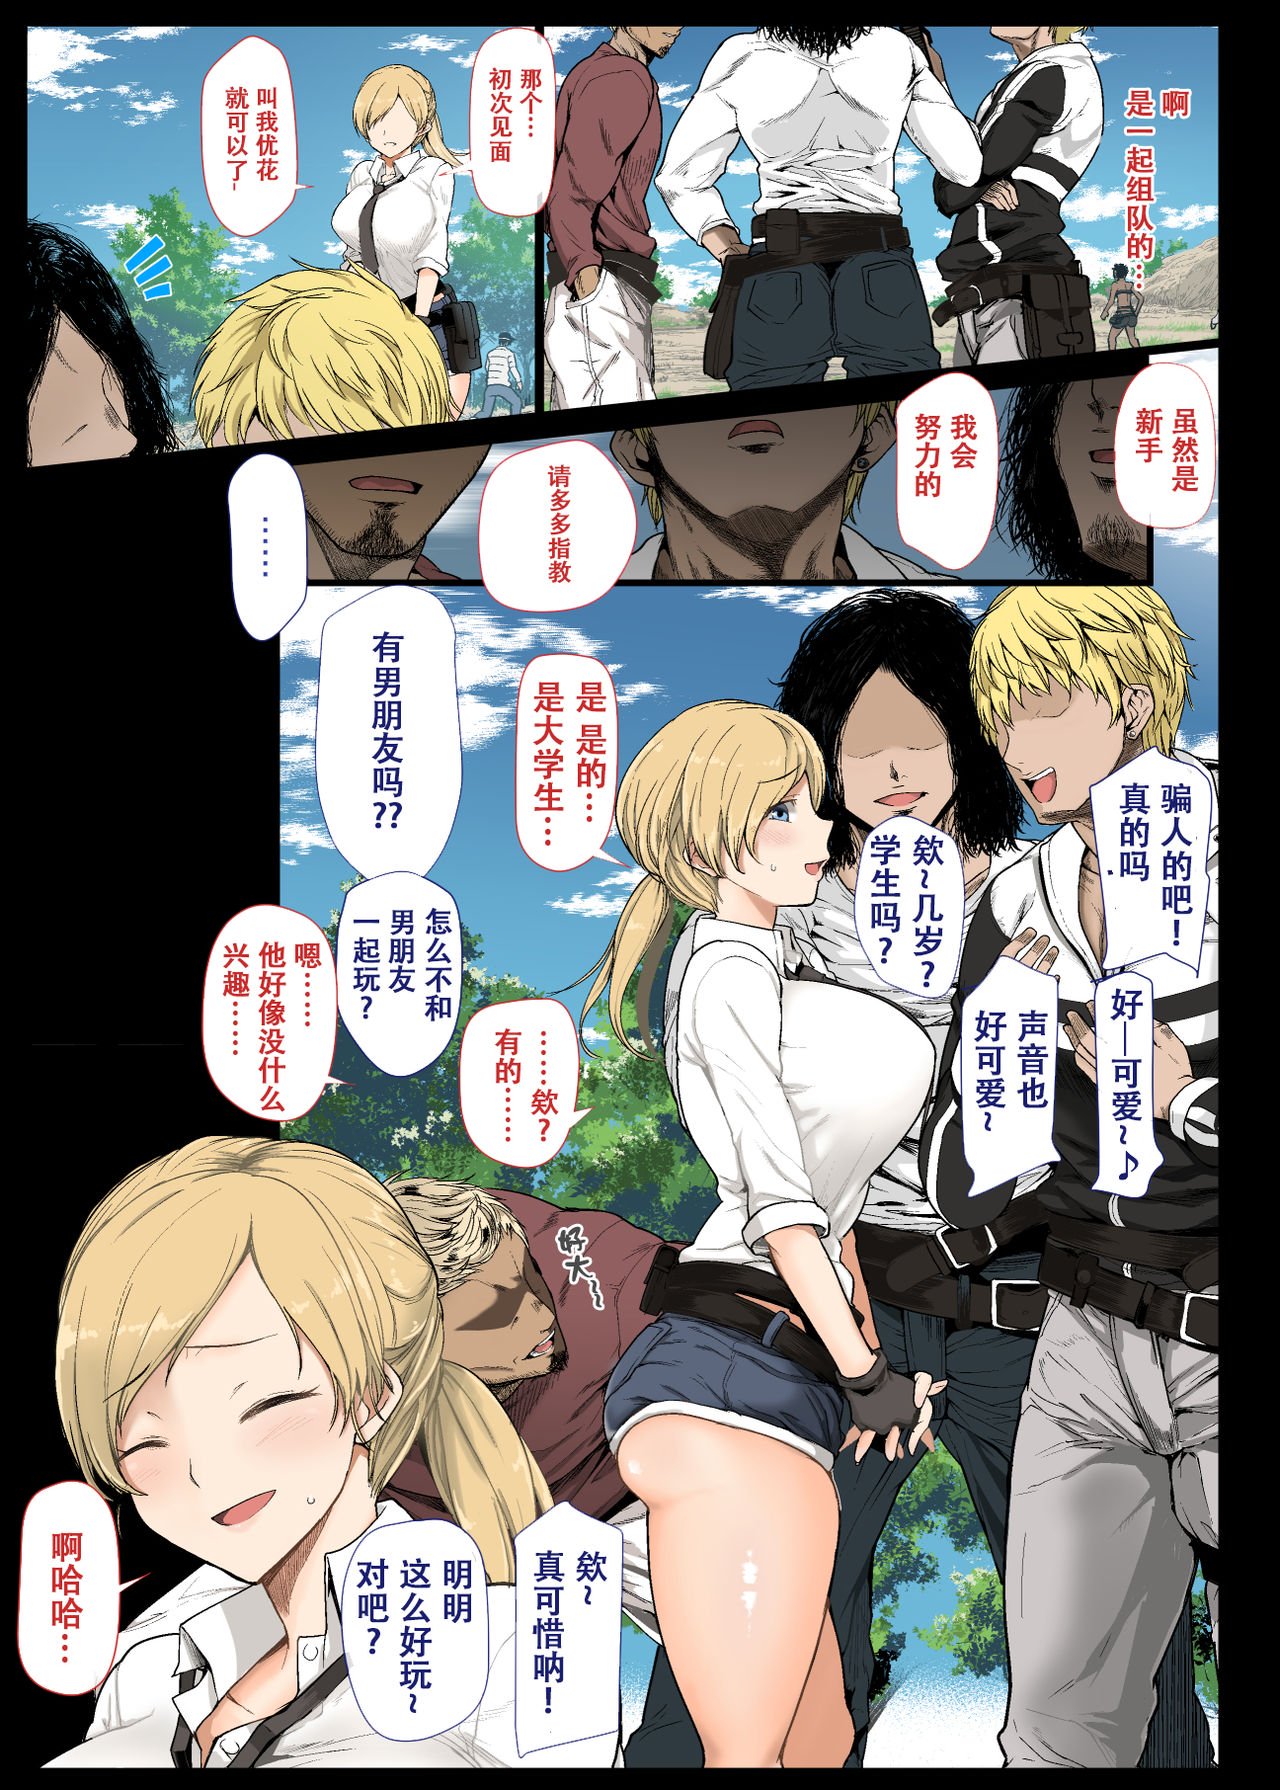 啊
是一起组队的…
那个…
初次见面
叫我优花
就可以了~
虽然是
新手
我会
努力的
请多多指教
……
骗人的吧！
真的吗
好—可爱~♪
声音也
好可爱~
欸~几岁？
学生吗？
是 是的…
是大学生…
有男朋友吗??
……欸？
有的……
怎么不和
男朋友
一起玩？
嗯……
他好像没什么
兴趣……
好大~~
欸~
真可惜呐！
明明
这么好玩~
对吧？
啊哈哈…